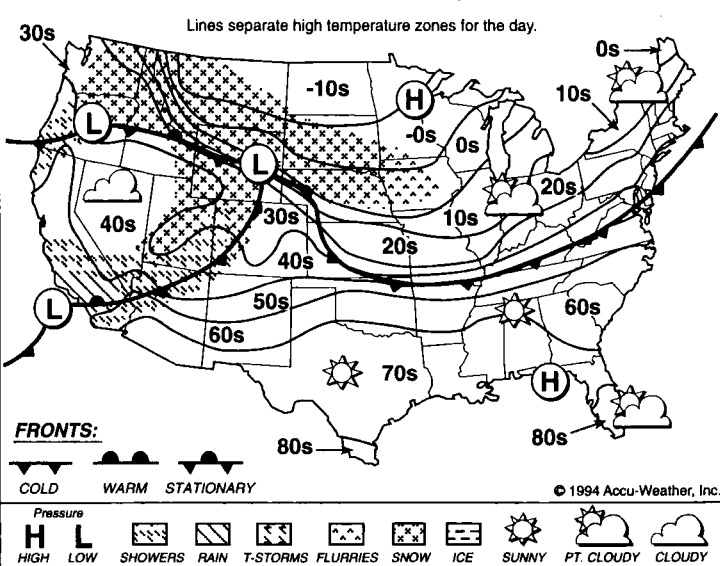 Lines separate high temperature zones for the day.
30s
0s
-10s
H
10s
L
-0s
0s
L
20s
40s
30s
10s
20s
40s
L
50s
60s
60s
70s
H
80s
80s
FRONTS:
COLD WARM STATIONARY
© 1994 Accu-Weather, Inc.
Pressure
H L
HIGH LOW SHOWERS RAIN T-STORMS FLURRIES SNOW ICE SUNNY PT. CLOUDY CLOUDY